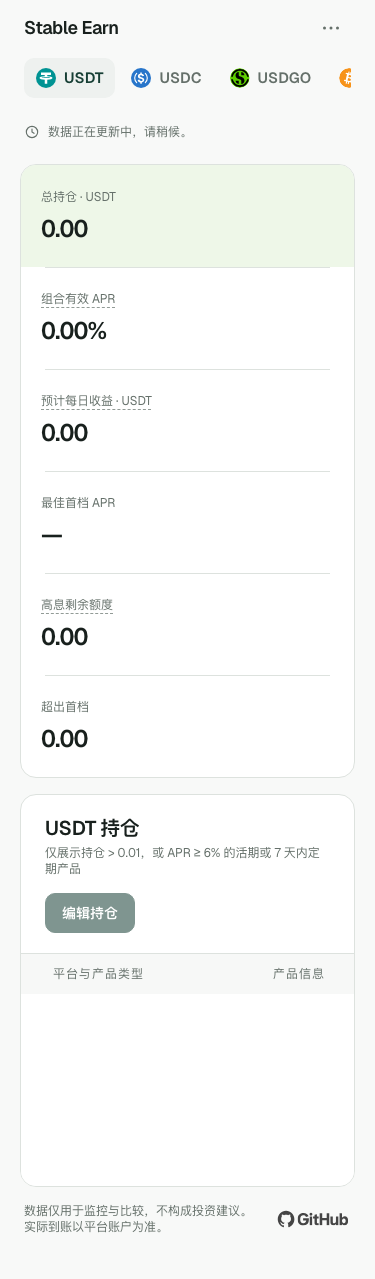 Stable Earn
USDT USDC USDGO
数据正在更新中，请稍候。
总持仓 · USDT
0.00
组合有效 APR
0.00%
预计每日收益 · USDT
0.00
最佳首档 APR
—
高息剩余额度
0.00
超出首档
0.00
USDT 持仓
仅展示持仓 > 0.01，或 APR ≥ 6% 的活期或 7 天内定
期产品
编辑持仓
平台与产品类型 产品信息
数据仅用于监控与比较，不构成投资建议。
实际到账以平台账户为准。
GitHub